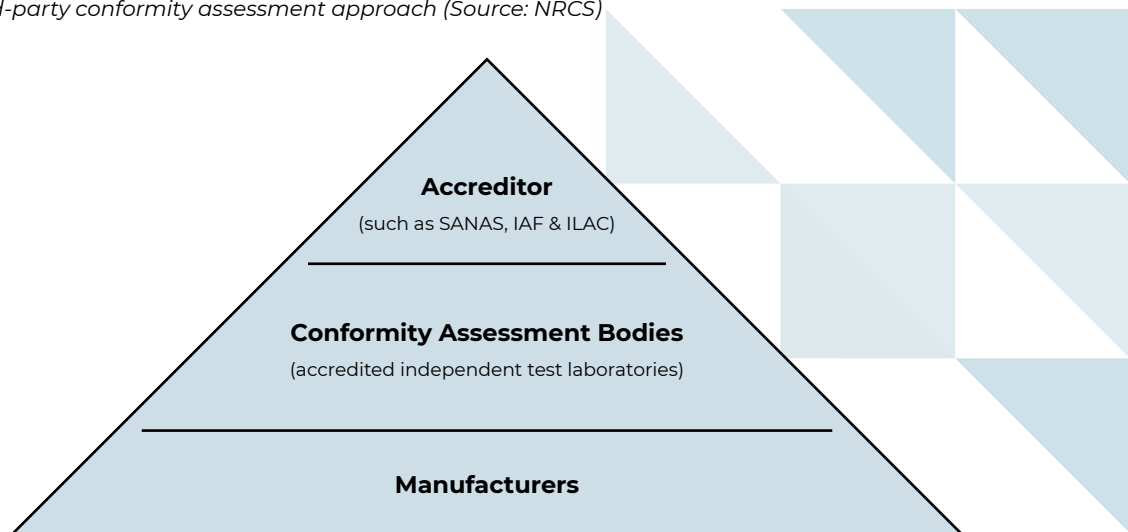 -party conformity assessment approach (Source: NRCS)
Accreditor
(such as SANAS, IAF & ILAC)
Conformity Assessment Bodies
(accredited independent test laboratories)
Manufacturers